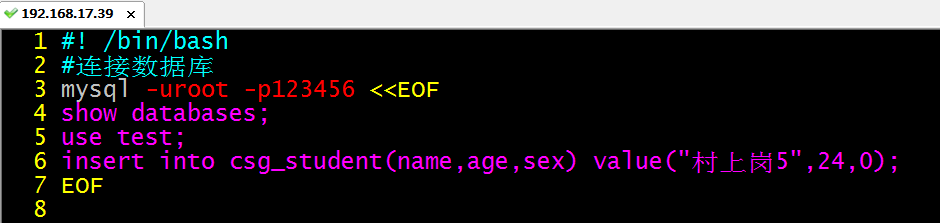 192.168.17.39 ×
1 #! /bin/bash
2 #连接数据库
3 mysql -uroot -p123456 <<EOF
4 show databases;
5 use test;
6 insert into csg_student(name,age,sex) value("村上岗5",24,0);
7 EOF
8